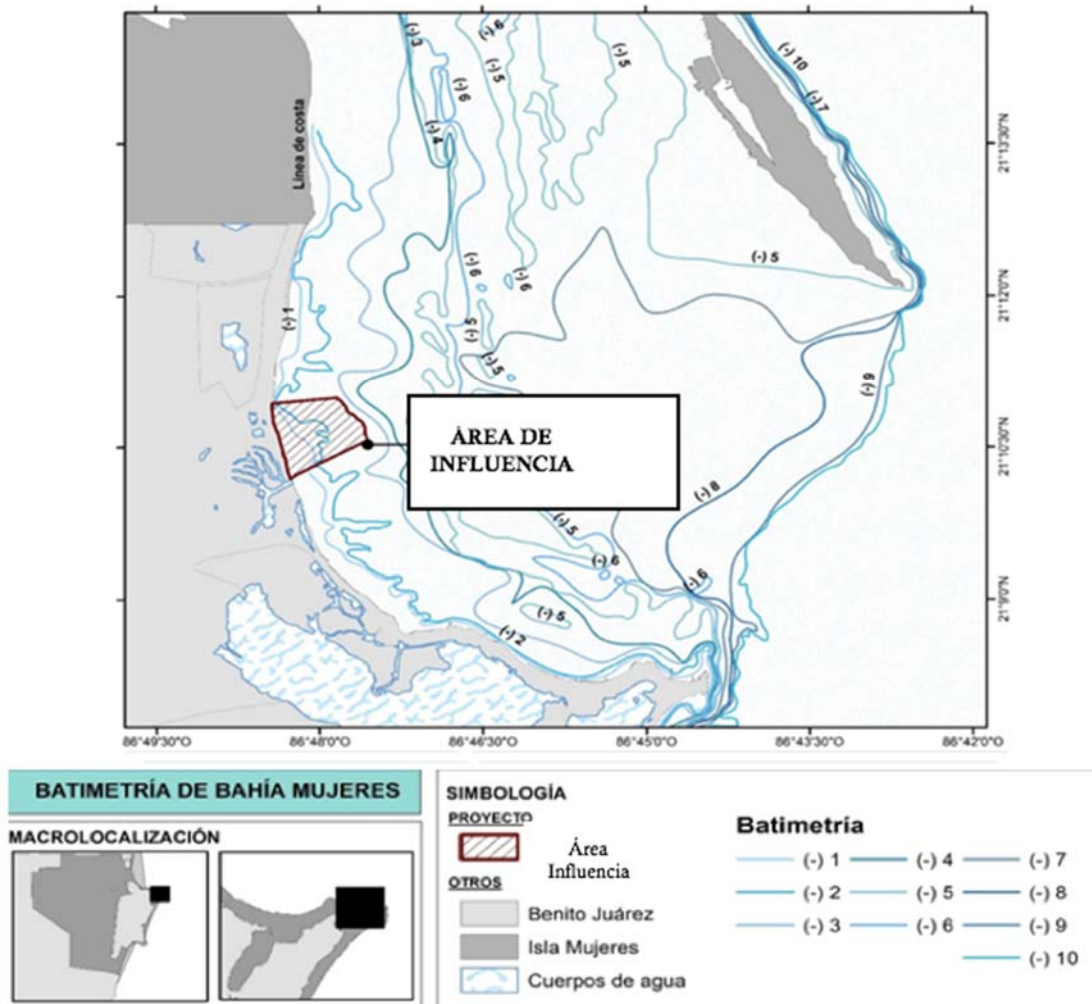 (-) 3
(-) 6
(-) 5
(-) 5
(-) 10
(-) 7
(-) 6
(-) 4
Línea de costa
21°13'30"N
(-) 6
(-) 6
(-) 5
21°12'0"N
(-) 1
(-) 5
(-) 5
(-) 9
ÁREA DE
INFLUENCIA
21°10'30"N
(-) 8
(-) 5
(-) 6
(-) 6
21°9'0"N
(-) 5
(-) 2
86°49'30"O
86°48'0"O
86°46'30"O
86°45'0"O
86°43'30"O
86°42'0"O
BATIMETRÍA DE BAHÍA MUJERES
MACROLOCALIZACIÓN
SIMBOLOGÍA
PROYECTO
Área
Influencia
OTROS
Benito Juárez
Isla Mujeres
Cuerpos de agua
Batimetría
(-) 1
(-) 4
(-) 7
(-) 2
(-) 5
(-) 8
(-) 3
(-) 6
(-) 9
(-) 10